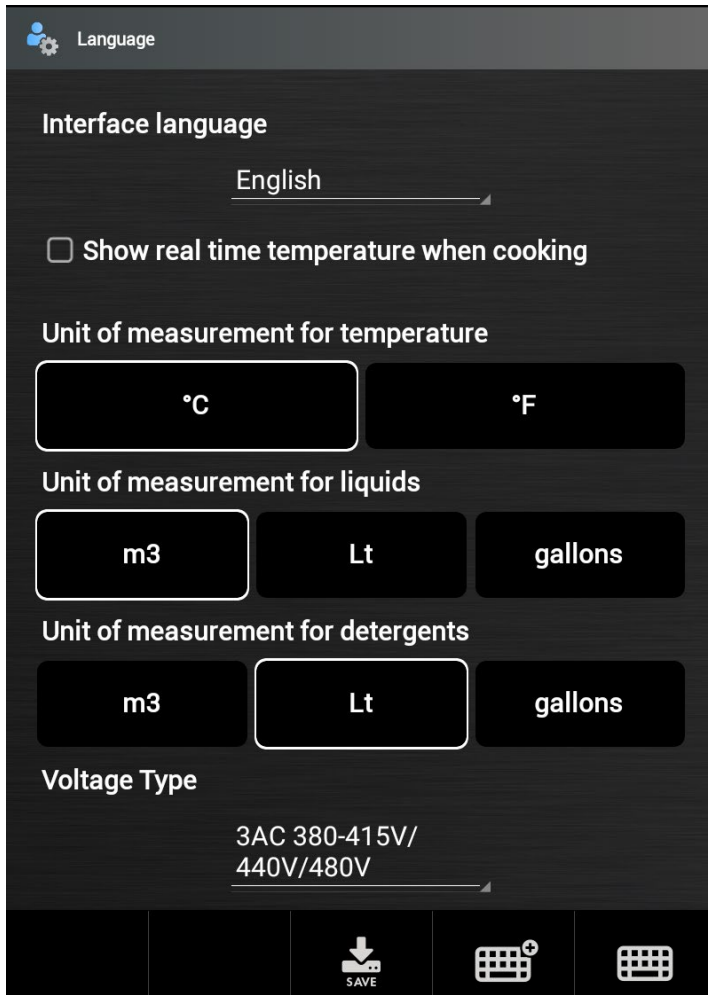 Language
Interface language
English
Show real time temperature when cooking
Unit of measurement for temperature
°C
°F
Unit of measurement for liquids
m3
Lt
gallons
Unit of measurement for detergents
m3
Lt
gallons
Voltage Type
3AC 380-415V/
440V/480V
SAVE